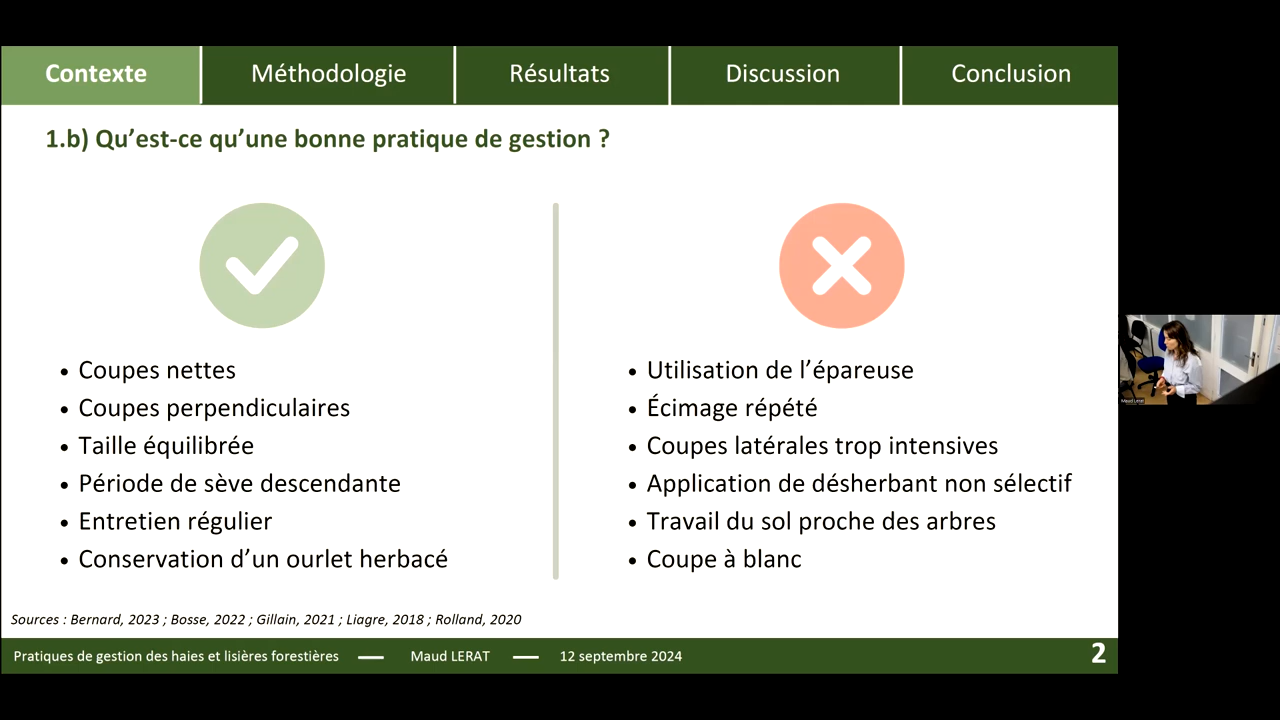 Contexte
Méthodologie
Résultats
Discussion
Conclusion
1.b) Qu’est-ce qu’une bonne pratique de gestion ?
• Coupes nettes
• Coupes perpendiculaires
• Taille équilibrée
• Période de sève descendante
• Entretien régulier
• Conservation d’un ourlet herbacé
• Utilisation de l’épareuse
• Écimage répété
• Coupes latérales trop intensives
• Application de désherbant non sélectif
• Travail du sol proche des arbres
• Coupe à blanc
Sources : Bernard, 2023 ; Bosse, 2022 ; Gillain, 2021 ; Liagre, 2018 ; Rolland, 2020
Pratiques de gestion des haies et lisières forestières — Maud LERAT — 12 septembre 2024
2
Maud Lerat